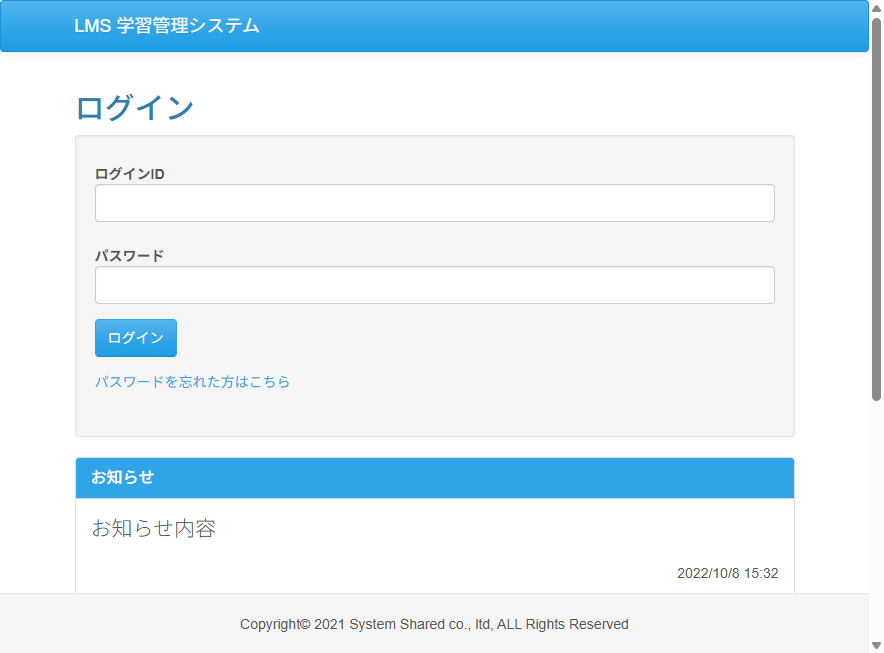 LMS 学習管理システム
ログイン
ログインID
パスワード
ログイン
パスワードを忘れた方はこちら
お知らせ
お知らせ内容
2022/10/8 15:32
Copyright© 2021 System Shared co., ltd, ALL Rights Reserved